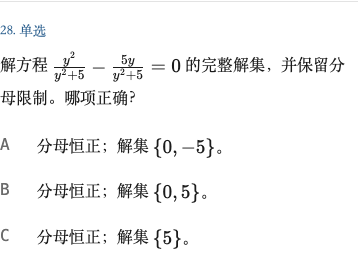 28. 单选
解方程 $\frac{y^2}{y^2+5} - \frac{5y}{y^2+5} = 0$ 的完整解集，并保留分
母限制。哪项正确?
A 分母恒正；解集 {0, −5}。
B 分母恒正；解集 {0, 5}。
C 分母恒正；解集 {5}。